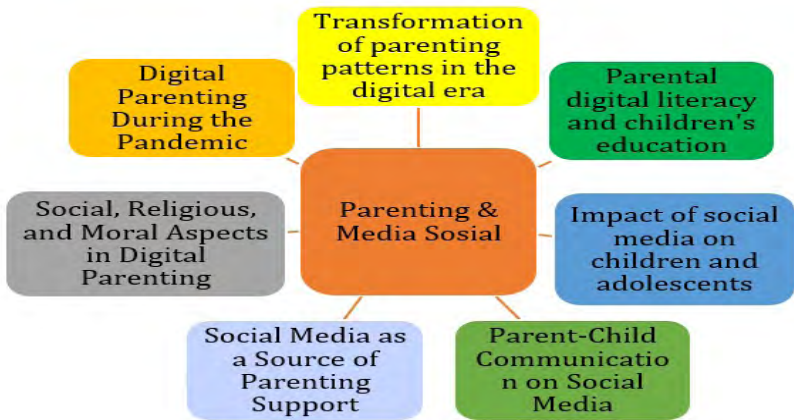 Transformation
of parenting
patterns in the
digital era
Parental
digital literacy
and children's
education
Impact of social
media on
children and
adolescents
Parent-Child
Communicatio
n on Social
Media
Social Media as
a Source of
Parenting
Support
Social, Religious,
and Moral Aspects
in Digital
Parenting
Digital
Parenting
During the
Pandemic
Parenting &
Media Sosial